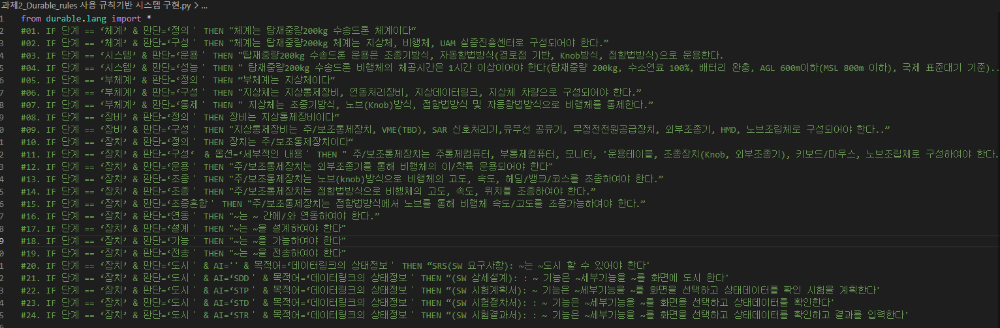 과제2_Durable_rules 사용 규칙기반 시스템 구현.py > ...
1 from durable.lang import *
2 #01. IF 단계 == ‘체계’ & 판단=‘정의＇ THEN "체계는 탑재중량200kg 수송드론 체계이다“
3 #02. IF 단계 == ‘체계’ & 판단=‘구성＇ THEN "체계는 탑재중량200kg 체계는 지상체, 비행체, UAM 실증진흥센터로 구성되어야 한다.”
4 #03. IF 단계 == ‘시스템’ & 판단=‘운용＇ THEN "탑재중량200kg 수송드론 운용은 조종기방식, 자동항법방식(경로점 기반, Knob방식, 점항법방식)으로 운용한다.
5 #04. IF 단계 == ‘시스템’ & 판단=‘성능＇ THEN " 탑재중량200kg 수송드론 비행체의 체공시간은 1시간 이상이어야 한다(탑재중량 200kg, 수소연료 100%, 배터리 완충, AGL 600m이하(MSL 800m 이하), 국제 표준대기 기준)..
6 #05. IF 단계 == ‘부체계’ & 판단=‘정의＇ THEN “부체계는 지상체이다“
7 #06. IF 단계 == ‘부체계’ & 판단=‘구성＇ THEN "지상체는 지상통제장비, 연동처리장비, 지상데이터링크, 지상체 차량으로 구성되어야 한다.”
8 #07. IF 단계 == ‘부체계’ & 판단=‘통제＇ THEN " 지상체는 조종기방식, 노브(Knob)방식, 점항법방식 및 자동항법방식으로 비행체를 통제한다.”
9 #08. IF 단계 == ‘장비’ & 판단=‘정의＇ THEN 장비는 지상통제장비이다“
0 #09. IF 단계 == ‘장비’ & 판단=‘구성＇ THEN "지상통제장비는 주/보조통제장치, VME(TBD), SAR 신호처리기,유무선 공유기, 무정전전원공급장치, 외부조종기, HMD, 노브조립체로 구성되어야 한다..”
1 #10. IF 단계 == ‘장치’ & 판단=‘정의＇ THEN 장치는 주/보조통제장치이다“
2 #11. IF 단계 == ‘장치’ & 판단=‘구성‘ & 옵션=‘세부적인 내용＇ THEN " 주/보조통제장치는 주통제컴퓨터, 부통제컴퓨터, 모니터, '운용테이블, 조종장치(Knob, 외부조종기), 키보드/마우스, 노브조립체로 구성하여야 한다.
3 #12. IF 단계 == ‘장치’ & 판단=‘운용＇ THEN "주/보조통제장치는 외부조종기를 통해 비행체의 이/착륙 운용되어야 한다"
4 #13. IF 단계 == ‘장치’ & 판단=‘조종＇ THEN "주/보조통제장치는 노브(knob)방식으로 비행체의 고도, 속도, 헤딩/뱅크/코스를 조종하여야 한다.”
5 #14. IF 단계 == ‘장치’ & 판단=‘조종＇ THEN "주/보조통제장치는 점항법방식으로 비행체의 고도, 속도, 위치를 조종하여야 한다.”
6 #15. IF 단계 == ‘장치’ & 판단=‘조종혼합＇ THEN "주/보조통제장치는 점항법방식에서 노브를 통해 비행체 속도/고도를 조종가능하여야 한다.”
7 #16. IF 단계 == ‘장치’ & 판단=‘연동＇ THEN "~는 ~ 간에/와 연동하여야 한다.”
8 #17. IF 단계 == ‘장치’ & 판단=‘설계＇ THEN "~는 ~을 설계하여야 한다"
9 #18. IF 단계 == ‘장치’ & 판단=‘가능＇ THEN "~는 ~을 가능하여야 한다"
0 #19. IF 단계 == ‘장치’ & 판단=‘전송＇ THEN "~는 ~을 전송하여야 한다"
1 #20. IF 단계 == ‘장치’ & 판단=‘도시＇ & AI='' & 목적어=‘데이터링크의 상태정보＇ THEN “SRS(SW 요구사항): ~는 ~도시 할 수 있어야 한다'
2 #21. IF 단계 == ‘장치’ & 판단=‘도시＇ & AI=‘SDD＇ & 목적어=‘데이터링크의 상태정보＇ THEN “(SW 상세설계): : ~ 기능은 ~세부기능을 ~를 화면에 도시 한다'
3 #22. IF 단계 == ‘장치’ & 판단=‘도시＇ & AI=‘STP＇ & 목적어=‘데이터링크의 상태정보＇ THEN “(SW 시험계획서): ~ 기능은 ~세부기능을 ~를 화면을 선택하고 상태데이터를 확인 시험을 계획한다'
4 #23. IF 단계 == ‘장치’ & 판단=‘도시＇ & AI=‘STD＇ & 목적어=‘데이터링크의 상태정보＇ THEN “(SW 시험절차서): : ~ 기능은 ~세부기능을 ~를 화면을 선택하고 상태데이터를 확인한다'
5 #24. IF 단계 == ‘장치’ & 판단=‘도시＇ & AI=‘STR＇ & 목적어=‘데이터링크의 상태정보＇ THEN “(SW 시험결과서): : ~ 기능은 ~세부기능을 ~를 화면을 선택하고 상태데이터를 확인하고 결과를 입력한다'